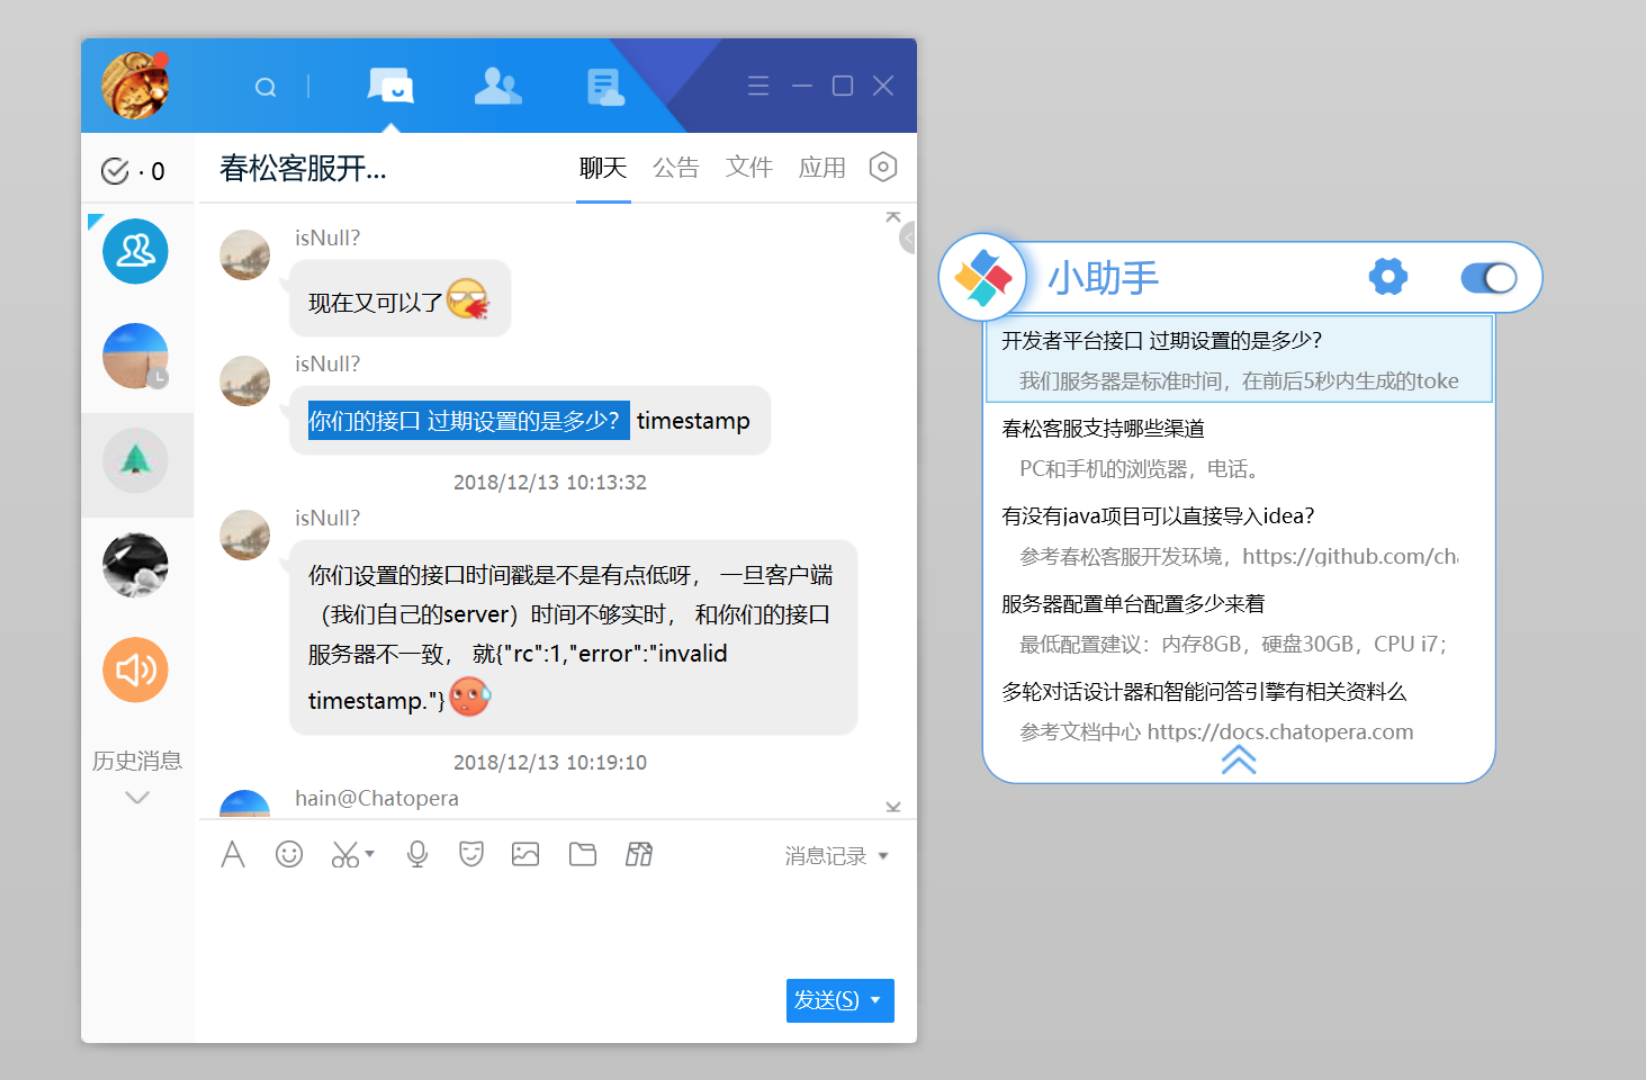 · 0
春松客服开...
聊天 公告 文件 应用
isNull?
现在又可以了
isNull?
你们的接口 过期设置的是多少? timestamp
2018/12/13 10:13:32
isNull?
你们设置的接口时间戳是不是有点低呀， 一旦客户端
（我们自己的server）时间不够实时， 和你们的接口
服务器不一致， 就{"rc":1,"error":"invalid
timestamp."}
2018/12/13 10:19:10
hain@Chatopera
历史消息
消息记录
发送(S)
小助手
开发者平台接口 过期设置的是多少?
我们服务器是标准时间，在前后5秒内生成的toke
春松客服支持哪些渠道
PC和手机的浏览器，电话。
有没有java项目可以直接导入idea?
参考春松客服开发环境，https://github.com/cha
服务器配置单台配置多少来着
最低配置建议：内存8GB，硬盘30GB，CPU i7；
多轮对话设计器和智能问答引擎有相关资料么
参考文档中心 https://docs.chatopera.com